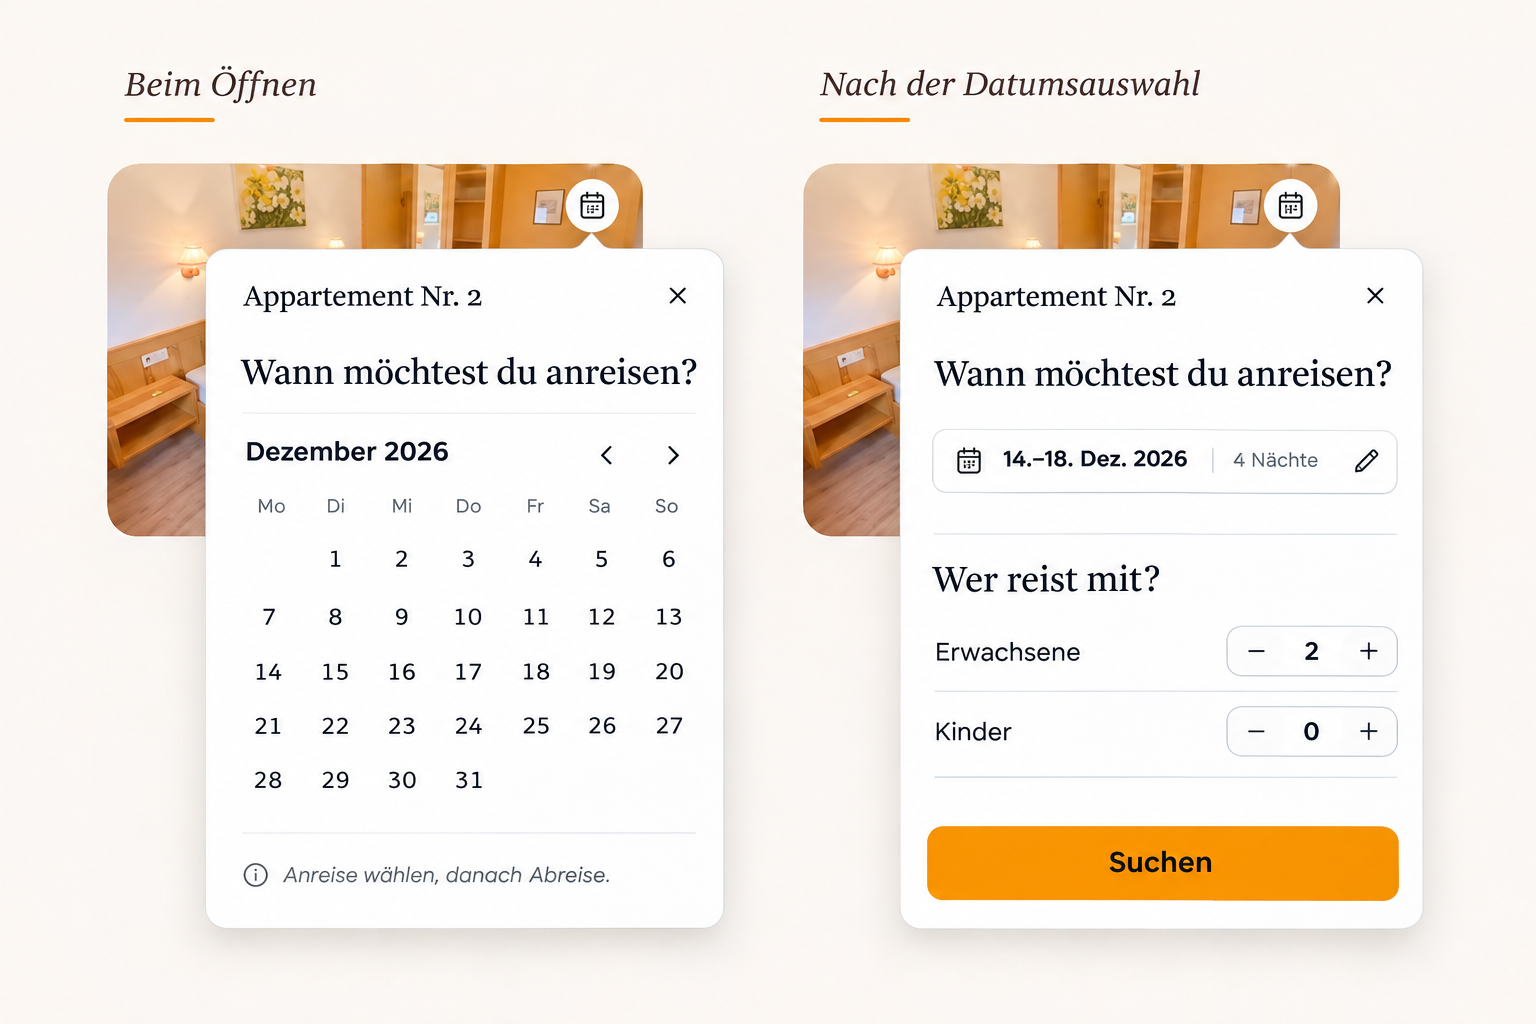 Beim Öffnen
Appartement Nr. 2
Wann möchtest du anreisen?
Dezember 2026
Mo Di Mi Do Fr Sa So
1 2 3 4 5 6
7 8 9 10 11 12 13
14 15 16 17 18 19 20
21 22 23 24 25 26 27
28 29 30 31
Anreise wählen, danach Abreise.
Nach der Datumsauswahl
Appartement Nr. 2
Wann möchtest du anreisen?
14.–18. Dez. 2026 4 Nächte
Wer reist mit?
Erwachsene − 2 +
Kinder − 0 +
Suchen